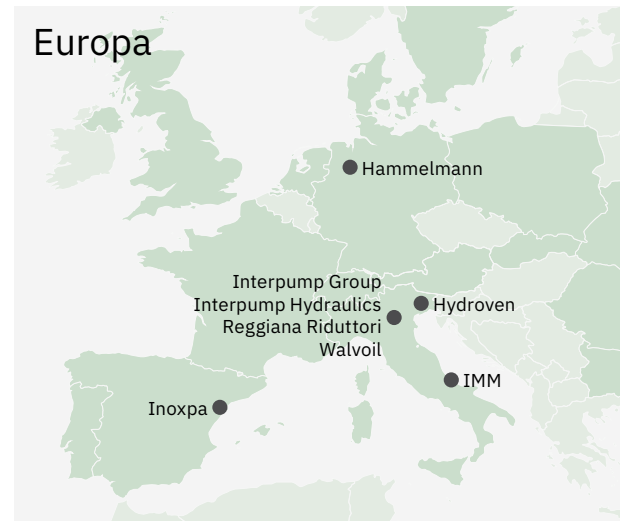 Europa
Hammelmann
Interpump Group
Interpump Hydraulics
Reggiana Riduttori
Walvoil
Hydroven
IMM
Inoxpa